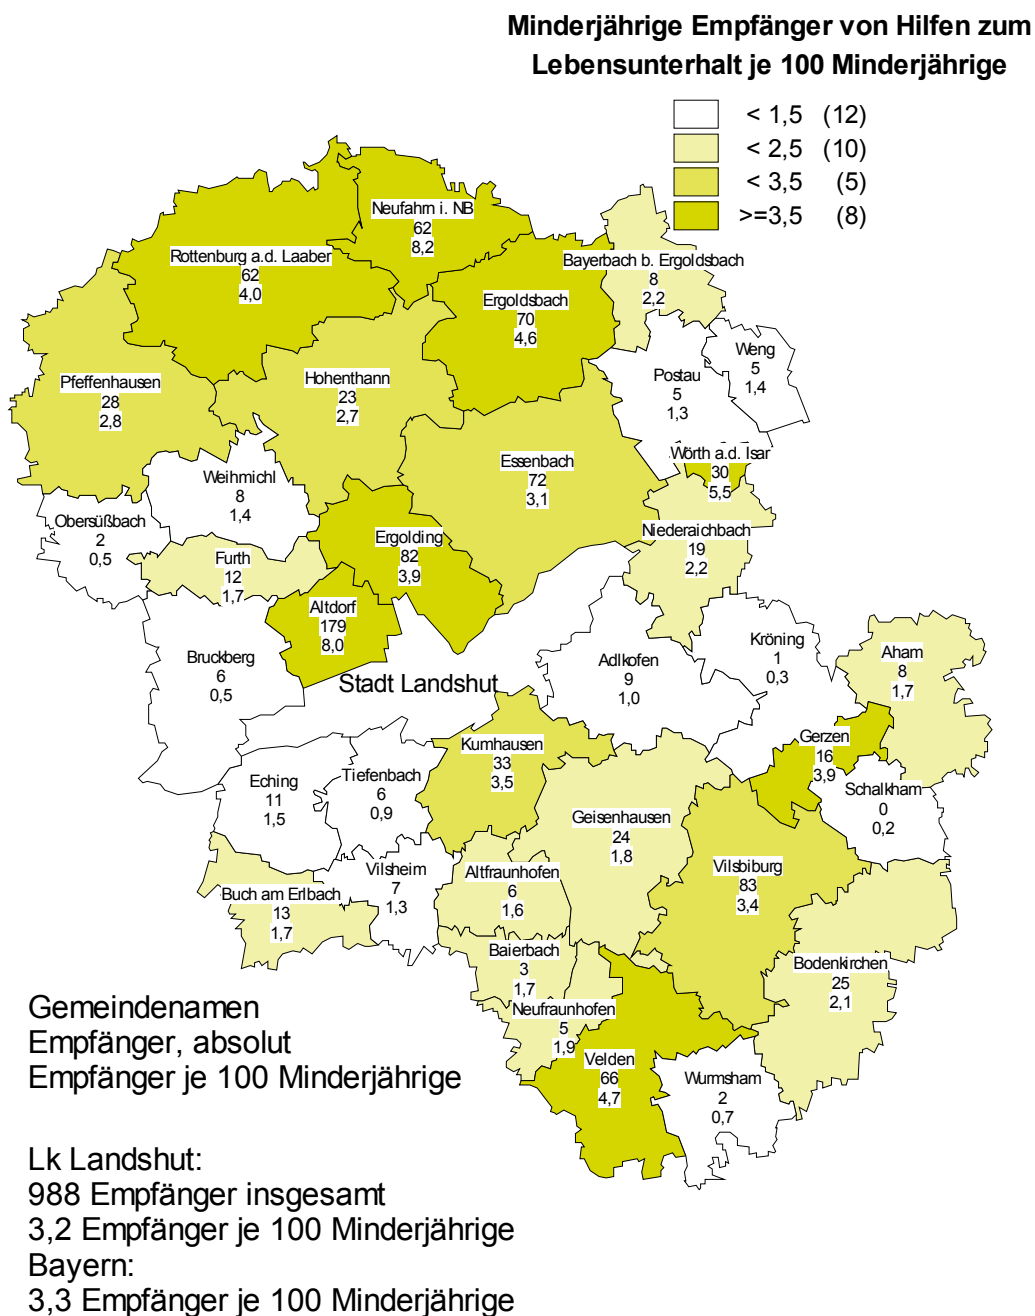 Minderjährige Empfänger von Hilfen zum
Lebensunterhalt je 100 Minderjährige
< 1,5 (12)
< 2,5 (10)
< 3,5 (5)
>=3,5 (8)
Neufahrn i. NB
62
8,2
Rottenburg a.d. Laaber
62
4,0
Bayerbach b. Ergoldsbach
8
2,2
Ergoldsbach
70
4,6
Weng
5
1,4
Postau
5
1,3
Pfeffenhausen
28
2,8
Hohenthann
23
2,7
Wörth a.d. Isar
30
5,5
Essenbach
72
3,1
Weihmichl
8
1,4
Obersüßbach
2
0,5
Niederaichbach
19
2,2
Ergolding
82
3,9
Furth
12
1,7
Altdorf
179
8,0
Kröning
1
0,3
Bruckberg
6
0,5
Adlkofen
9
1,0
Aham
8
1,7
Stadt Landshut
Gerzen
16
3,9
Kumhausen
33
3,5
Eching
11
1,5
Tiefenbach
6
0,9
Schalkham
0
0,2
Geisenhausen
24
1,8
Vilsbiburg
83
3,4
Vilsheim
7
1,3
Altfraunhofen
6
1,6
Buch am Erlbach
13
1,7
Baierbach
3
1,7
Bodenkirchen
25
2,1
Neufraunhofen
5
1,9
Velden
66
4,7
Wurmsham
2
0,7
Gemeindenamen
Empfänger, absolut
Empfänger je 100 Minderjährige
Lk Landshut:
988 Empfänger insgesamt
3,2 Empfänger je 100 Minderjährige
Bayern:
3,3 Empfänger je 100 Minderjährige